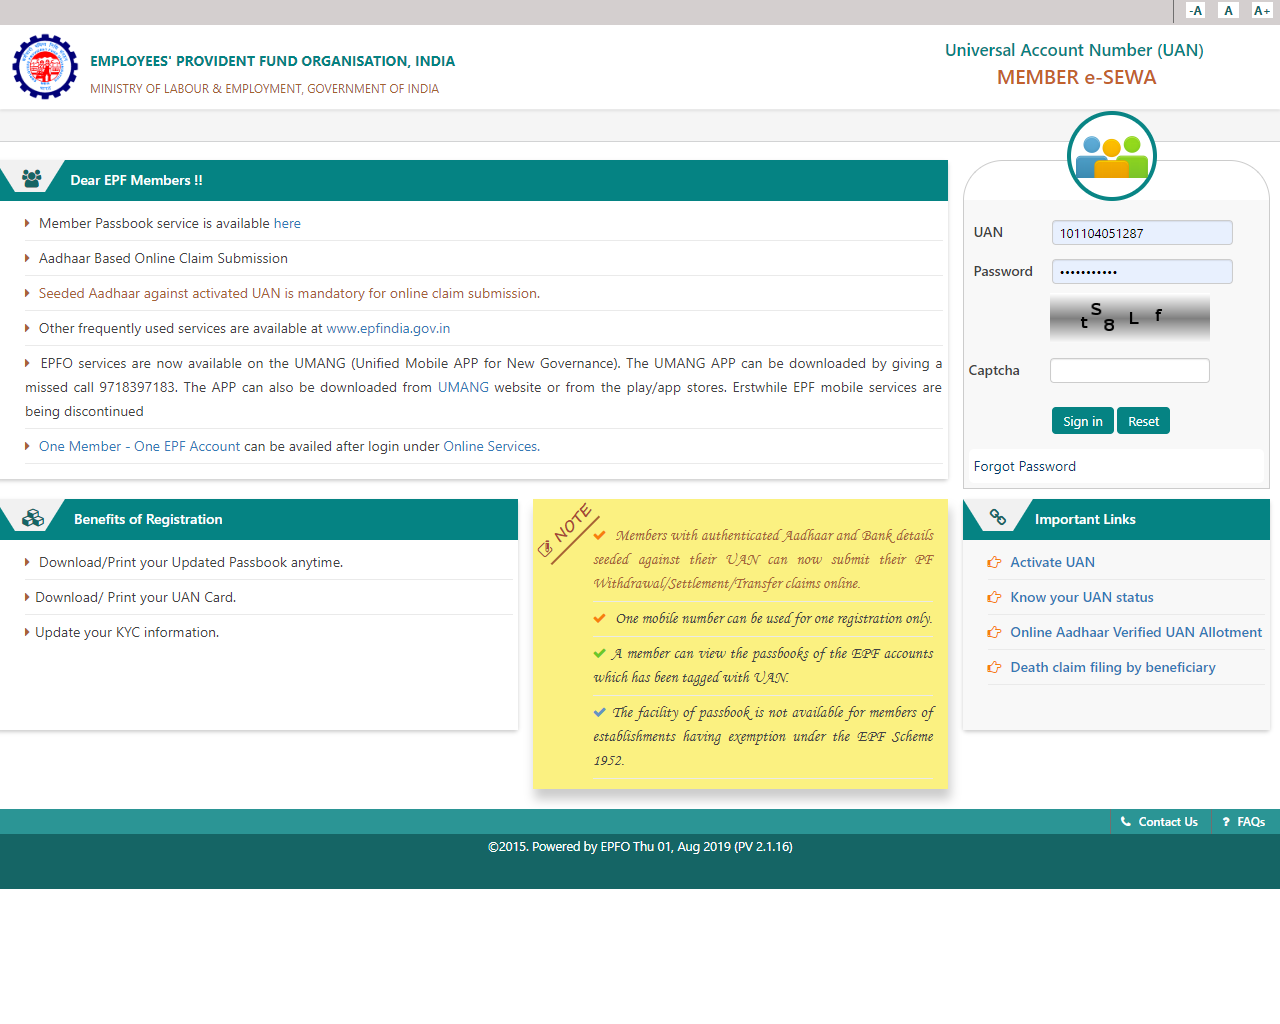 -A A A+
EMPLOYEES' PROVIDENT FUND ORGANISATION, INDIA
MINISTRY OF LABOUR & EMPLOYMENT, GOVERNMENT OF INDIA
Universal Account Number (UAN)
MEMBER e-SEWA
Dear EPF Members !!
Member Passbook service is available here
Aadhaar Based Online Claim Submission
Seeded Aadhaar against activated UAN is mandatory for online claim submission.
Other frequently used services are available at www.epfindia.gov.in
EPFO services are now available on the UMANG (Unified Mobile APP for New Governance). The UMANG APP can be downloaded by giving a
missed call 9718397183. The APP can also be downloaded from UMANG website or from the play/app stores. Erstwhile EPF mobile services are
being discontinued
One Member - One EPF Account can be availed after login under Online Services.
UAN 101104051287
Password •••••••••••
t S 8 L f
Captcha
Sign in Reset
Forgot Password
Benefits of Registration
Download/Print your Updated Passbook anytime.
Download/ Print your UAN Card.
Update your KYC information.
NOTE
Members with authenticated Aadhaar and Bank details
seeded against their UAN can now submit their PF
Withdrawal/Settlement/Transfer claims online.
One mobile number can be used for one registration only.
A member can view the passbooks of the EPF accounts
which has been tagged with UAN.
The facility of passbook is not available for members of
establishments having exemption under the EPF Scheme
1952.
Important Links
Activate UAN
Know your UAN status
Online Aadhaar Verified UAN Allotment
Death claim filing by beneficiary
Contact Us ? FAQs
©2015. Powered by EPFO Thu 01, Aug 2019 (PV 2.1.16)